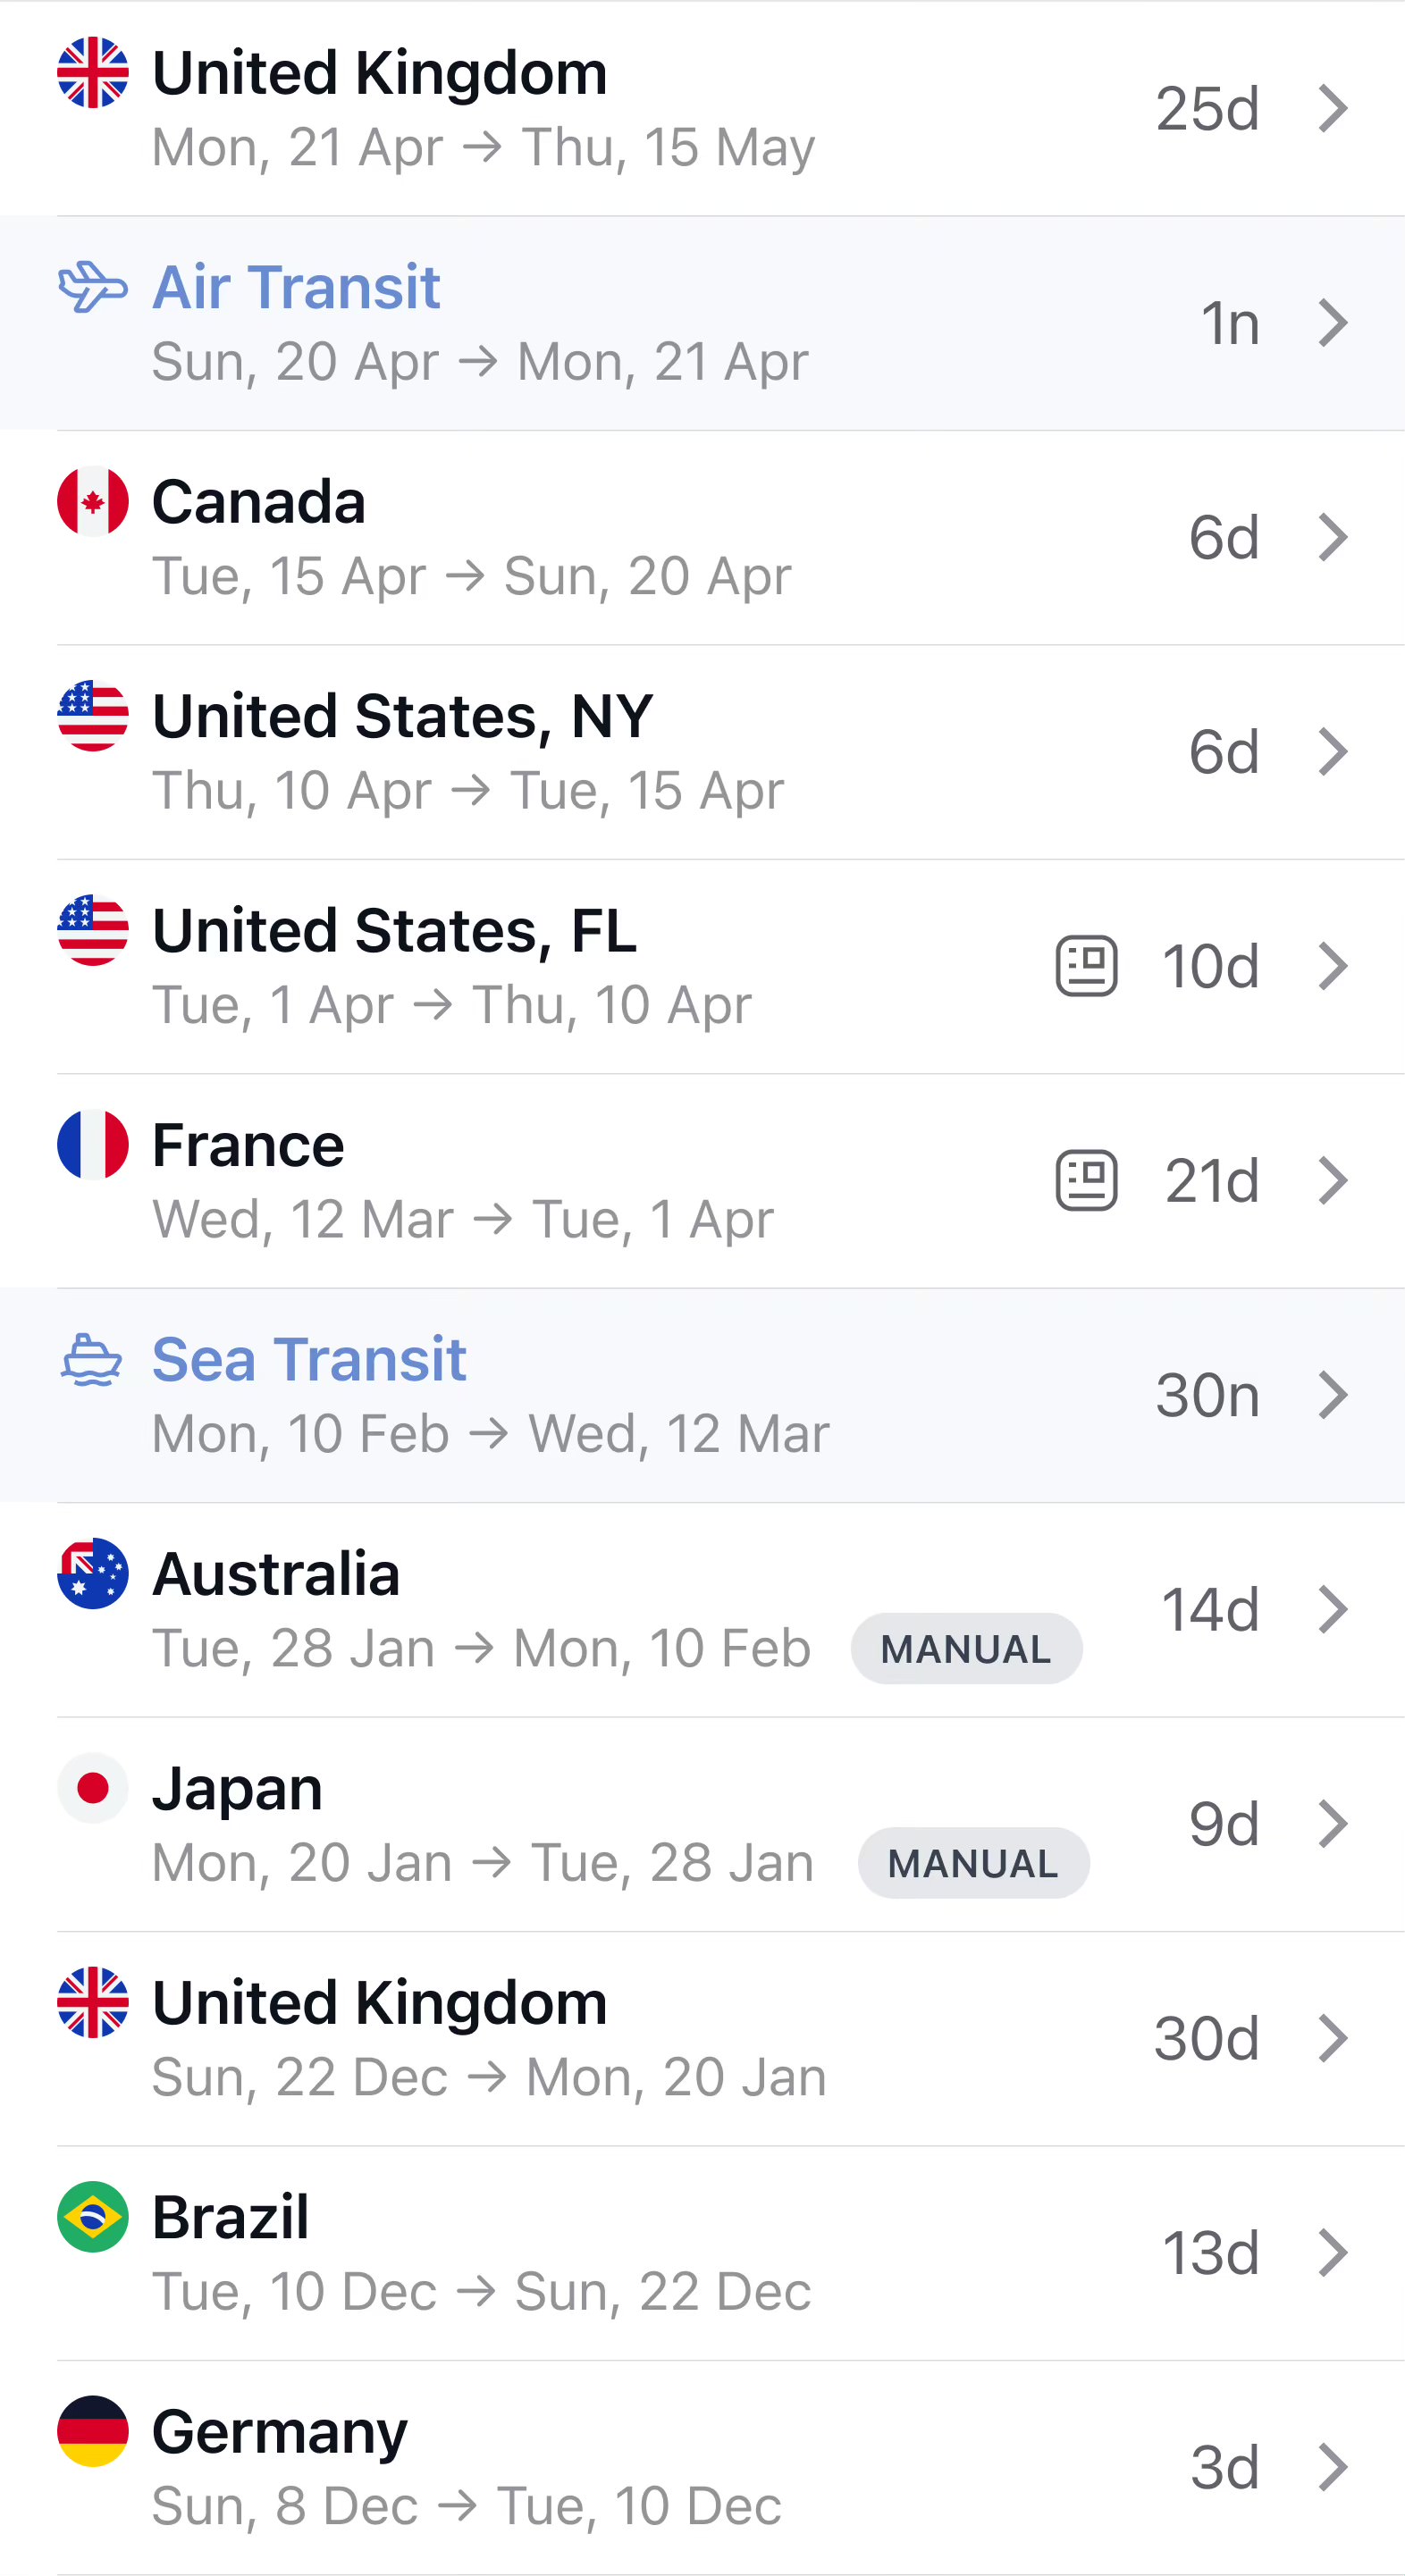 United Kingdom
Mon, 21 Apr → Thu, 15 May
25d
Air Transit
Sun, 20 Apr → Mon, 21 Apr
1n
Canada
Tue, 15 Apr → Sun, 20 Apr
6d
United States, NY
Thu, 10 Apr → Tue, 15 Apr
6d
United States, FL
Tue, 1 Apr → Thu, 10 Apr
10d
France
Wed, 12 Mar → Tue, 1 Apr
21d
Sea Transit
Mon, 10 Feb → Wed, 12 Mar
30n
Australia
Tue, 28 Jan → Mon, 10 Feb
MANUAL
14d
Japan
Mon, 20 Jan → Tue, 28 Jan
MANUAL
9d
United Kingdom
Sun, 22 Dec → Mon, 20 Jan
30d
Brazil
Tue, 10 Dec → Sun, 22 Dec
13d
Germany
Sun, 8 Dec → Tue, 10 Dec
3d